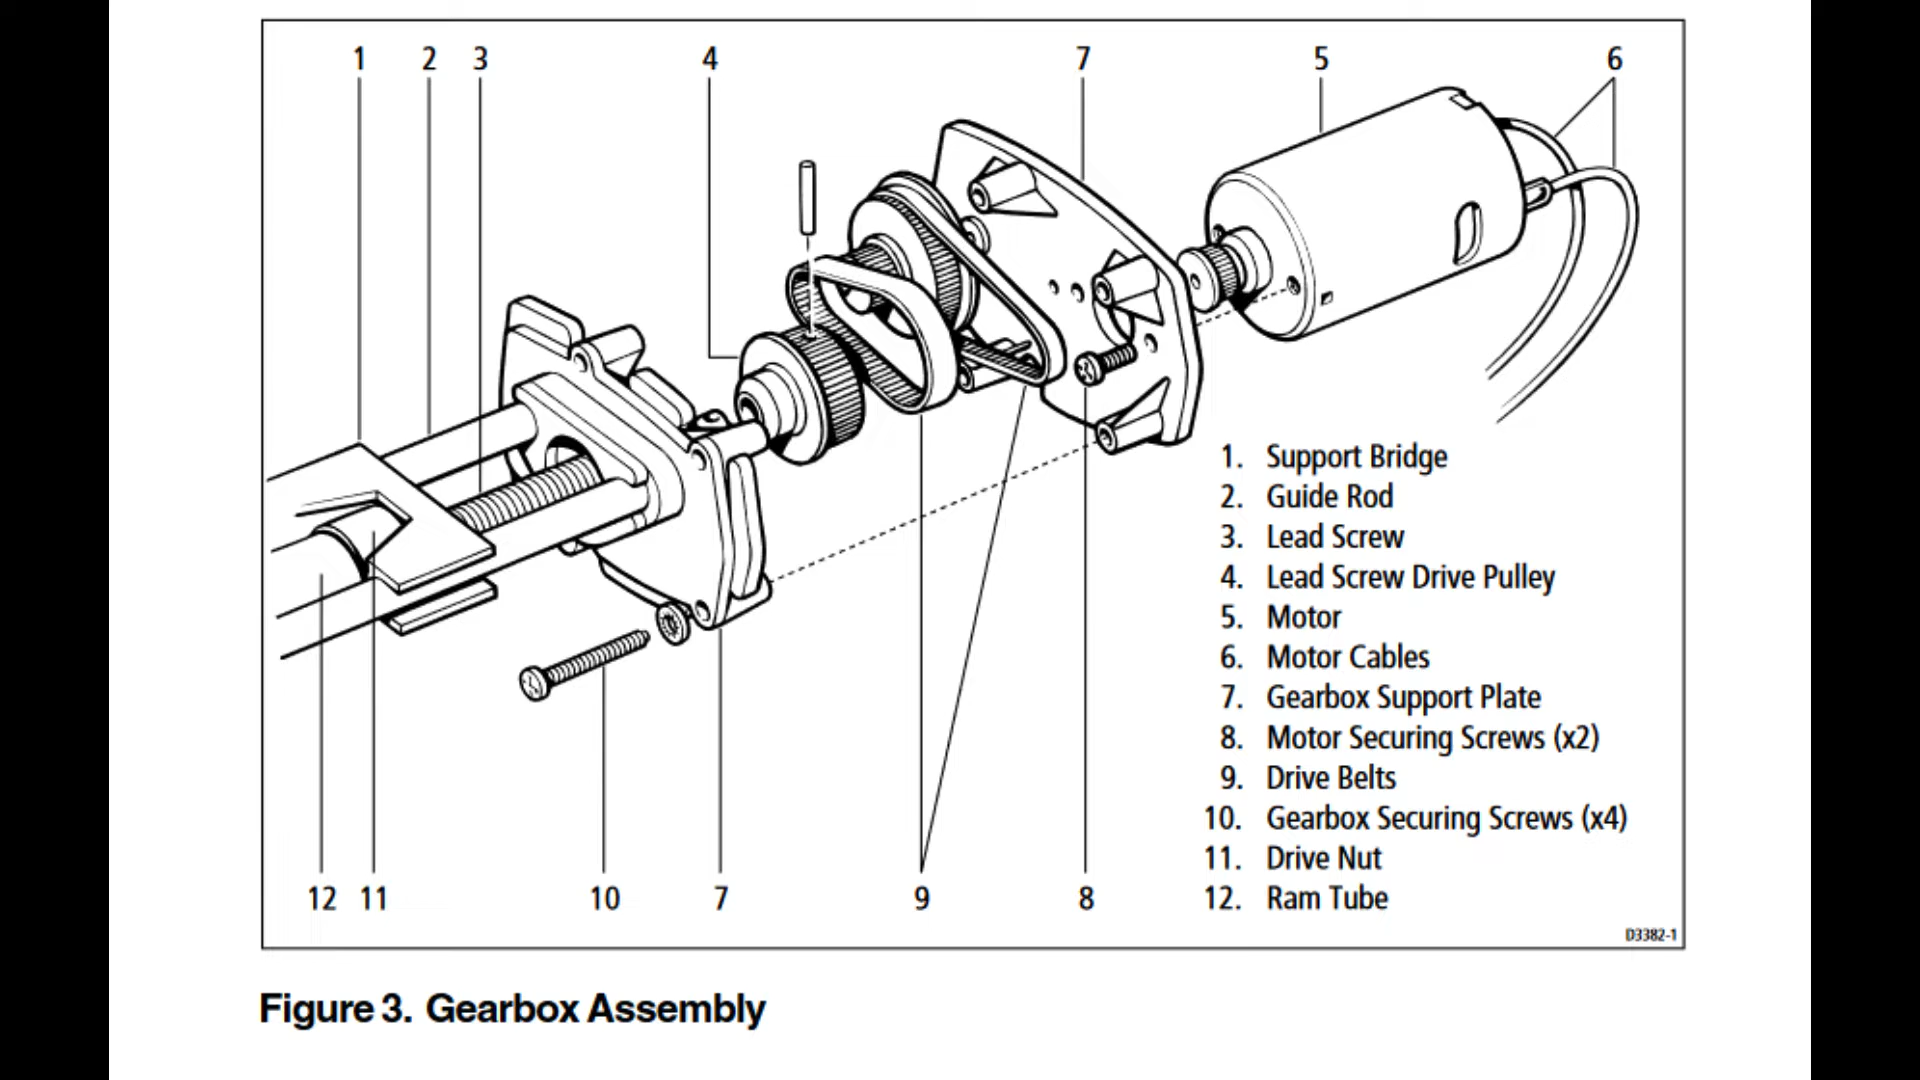 1 2 3 4 7 5 6
1. Support Bridge
2. Guide Rod
3. Lead Screw
4. Lead Screw Drive Pulley
5. Motor
6. Motor Cables
7. Gearbox Support Plate
8. Motor Securing Screws (x2)
9. Drive Belts
10. Gearbox Securing Screws (x4)
11. Drive Nut
12. Ram Tube
12 11 10 7 9 8
D3382-1
Figure 3. Gearbox Assembly